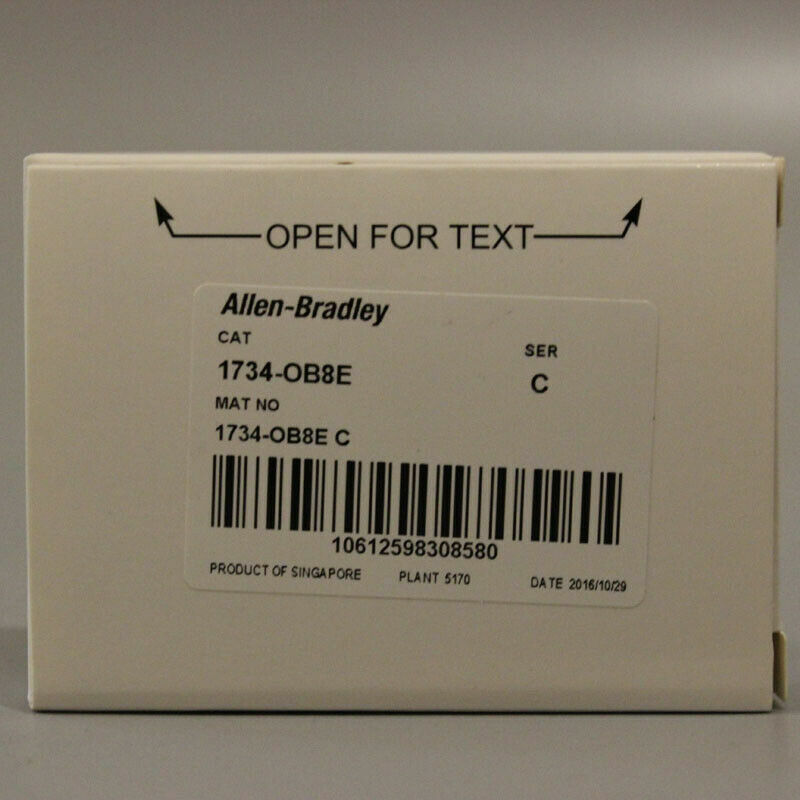 OPEN FOR TEXT
Allen-Bradley
CAT
SER
1734-OB8E
C
MAT NO
1734-OB8E C
10612598308580
PRODUCT OF SINGAPORE PLANT 5170 DATE 2016/10/29